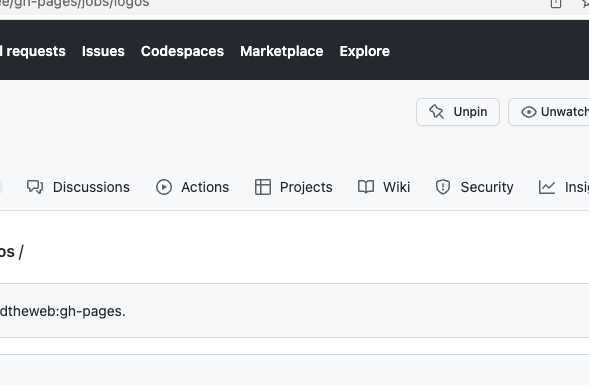 ee/gh-pages/jobs/logos
l requests Issues Codespaces Marketplace Explore
Unpin Unwatch
Discussions Actions Projects Wiki Security Insi
os /
dtheweb:gh-pages.